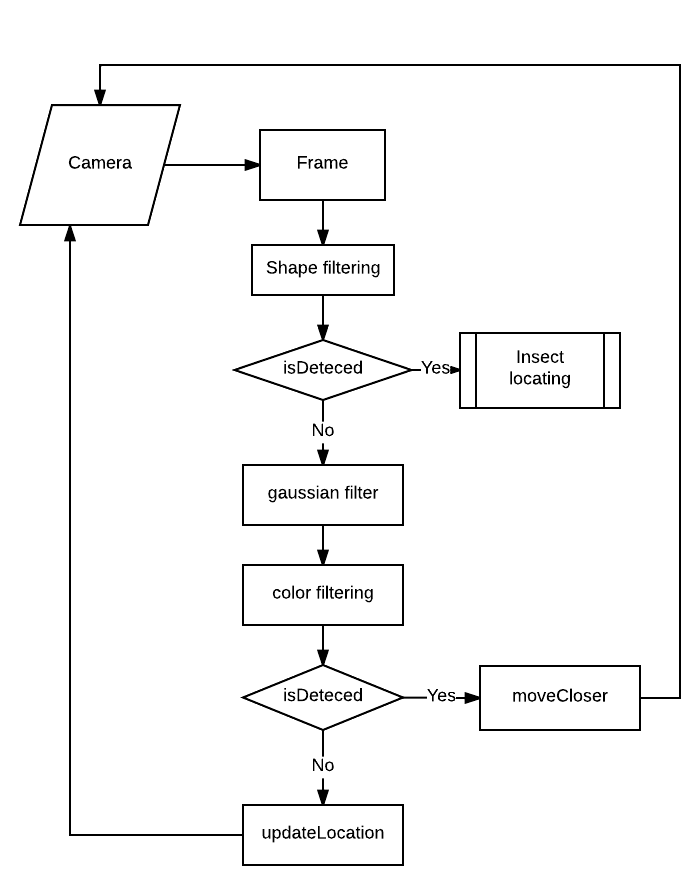 Camera
Frame
Shape filtering
isDeteced
Yes
Insect
locating
No
gaussian filter
color filtering
isDeteced
Yes
moveCloser
No
updateLocation